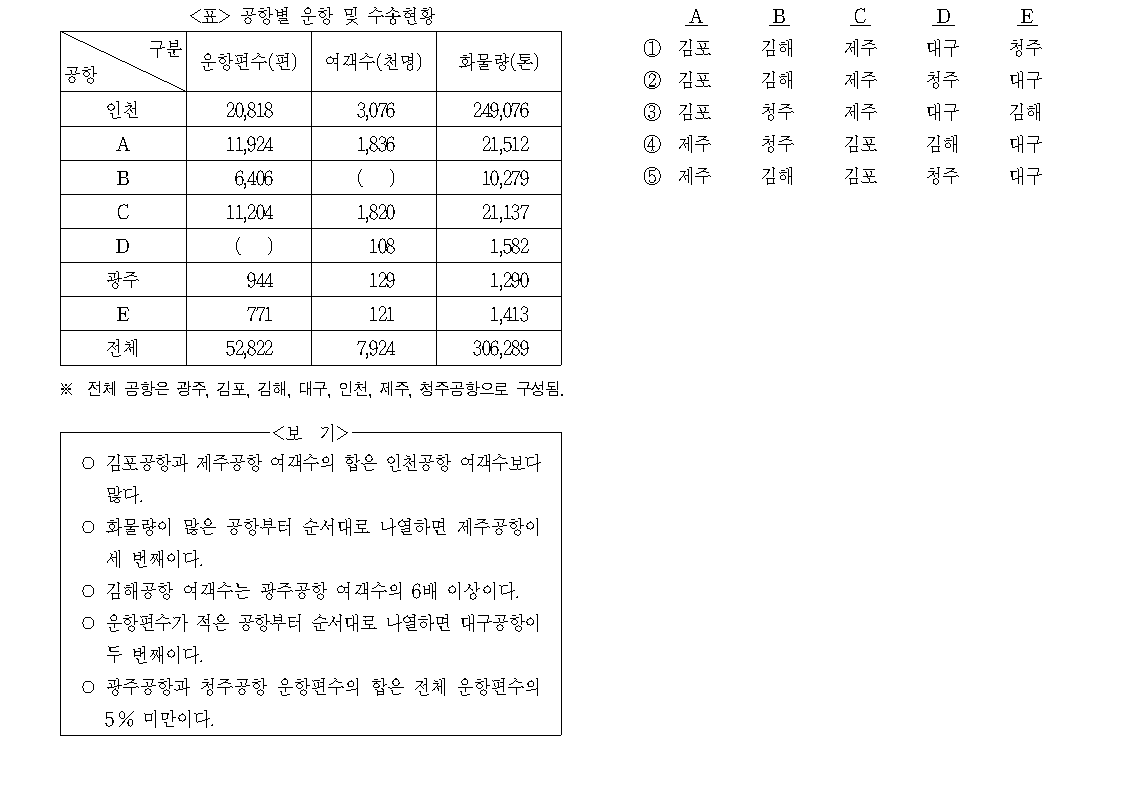 <표> 공항별 운항 및 수송현황
구분
공항
운항편수(편) 여객수(천명) 화물량(톤)
인천 20,818 3,076 249,076
A 11,924 1,836 21,512
B 6,406 ( ) 10,279
C 11,204 1,820 21,137
D ( ) 108 1,582
광주 944 129 1,290
E 771 121 1,413
전체 52,822 7,924 306,289
※ 전체 공항은 광주, 김포, 김해, 대구, 인천, 제주, 청주공항으로 구성됨.
<보 기>
○ 김포공항과 제주공항 여객수의 합은 인천공항 여객수보다
많다.
○ 화물량이 많은 공항부터 순서대로 나열하면 제주공항이
세 번째이다.
○ 김해공항 여객수는 광주공항 여객수의 6배 이상이다.
○ 운항편수가 적은 공항부터 순서대로 나열하면 대구공항이
두 번째이다.
○ 광주공항과 청주공항 운항편수의 합은 전체 운항편수의
5% 미만이다.
A B C D E
① 김포 김해 제주 대구 청주
② 김포 김해 제주 청주 대구
③ 김포 청주 제주 대구 김해
④ 제주 청주 김포 김해 대구
⑤ 제주 김해 김포 청주 대구